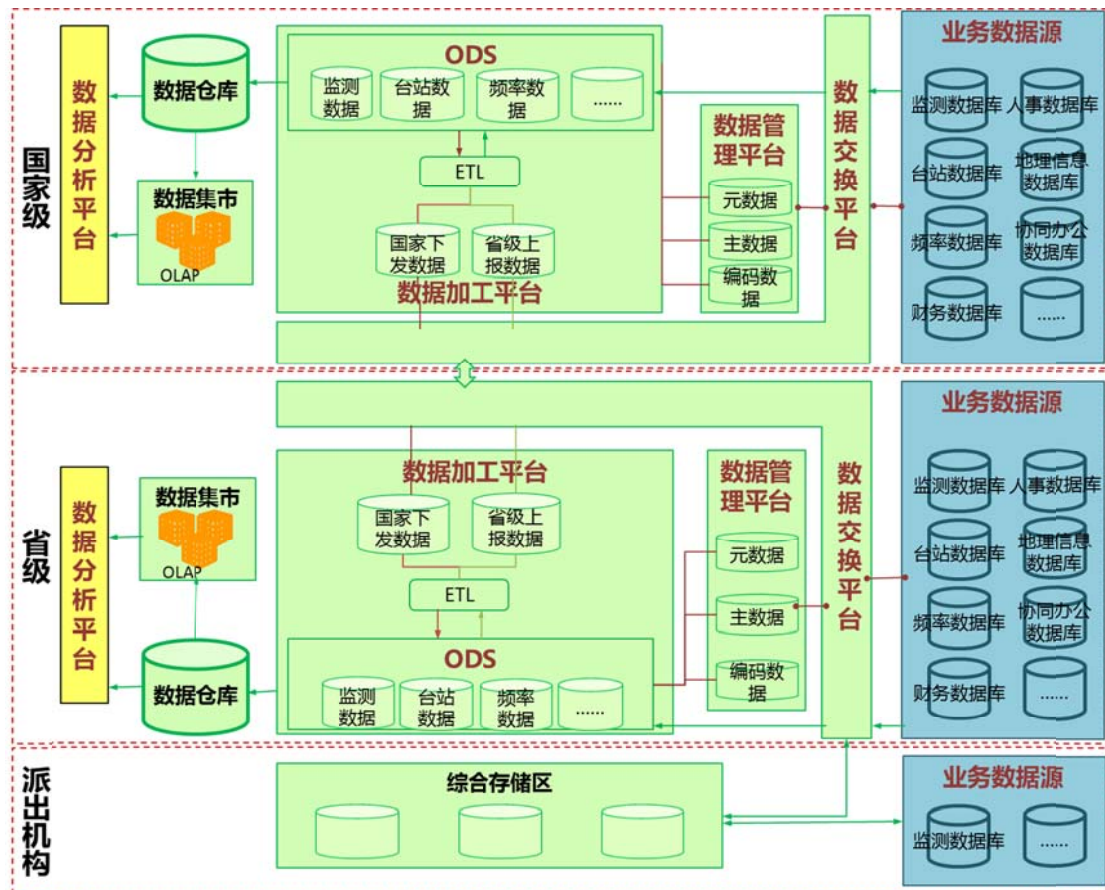 国家级
数据分析平台
数据仓库
数据集市
OLAP
ODS
监测
数据
台站数
据
频率数
据
......
ETL
国家下
发数据
省级上
报数据
数据加工平台
数据管
理平台
元数据
主数据
编码数
据
数据交换平台
业务数据源
监测数据库
人事数据库
台站数据库
地理信息
数据库
频率数据库
协同办公
数据库
财务数据库
......
省级
数据分析平台
数据集市
OLAP
数据仓库
数据加工平台
国家下
发数据
省级上
报数据
ETL
ODS
监测
数据
台站
数据
频率
数据
......
数据管
理平台
元数据
主数据
编码数
据
数据交换平台
业务数据源
监测数据库
人事数据库
台站数据库
地理信息
数据库
频率数据库
协同办公
数据库
财务数据库
......
派出机构
综合存储区
业务数据源
监测数据库
......